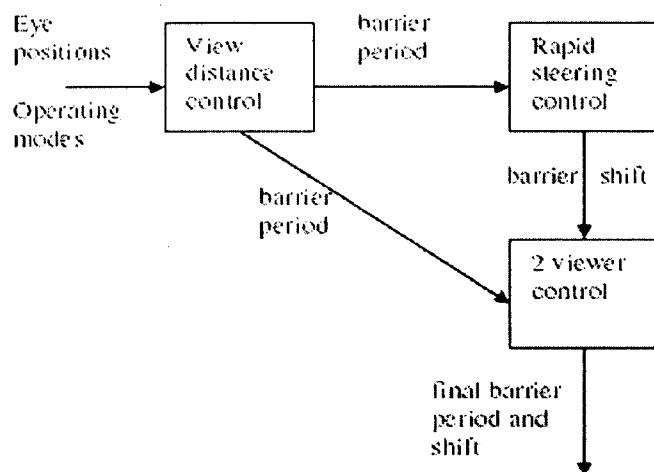 Eye
positions
Operating
modes
View
distance
control
barrier
period
Rapid
steering
control
barrier
period
barrier shift
2 viewer
control
final barrier
period and
shift